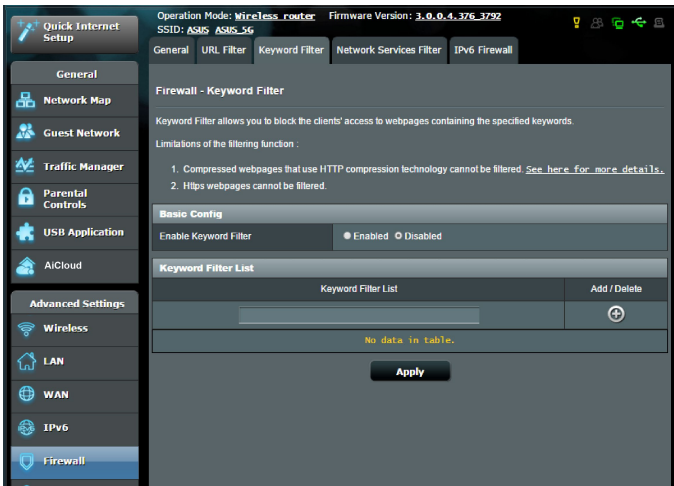 Quick Internet
Setup
Operation Mode: Wireless router Firmware Version: 3.0.0.4.376_3792
SSID: ASUS ASUS_5G
General URL Filter Keyword Filter Network Services Filter IPv6 Firewall
General
Network Map
Guest Network
Traffic Manager
Parental
Controls
USB Application
AiCloud
Advanced Settings
Wireless
LAN
WAN
IPv6
Firewall
Firewall - Keyword Filter
Keyword Filter allows you to block the clients' access to webpages containing the specified keywords.
Limitations of the filtering function :
1. Compressed webpages that use HTTP compression technology cannot be filtered. See here for more details.
2. Https webpages cannot be filtered.
Basic Config
Enable Keyword Filter Enabled Disabled
Keyword Filter List
Keyword Filter List Add / Delete
No data in table.
Apply